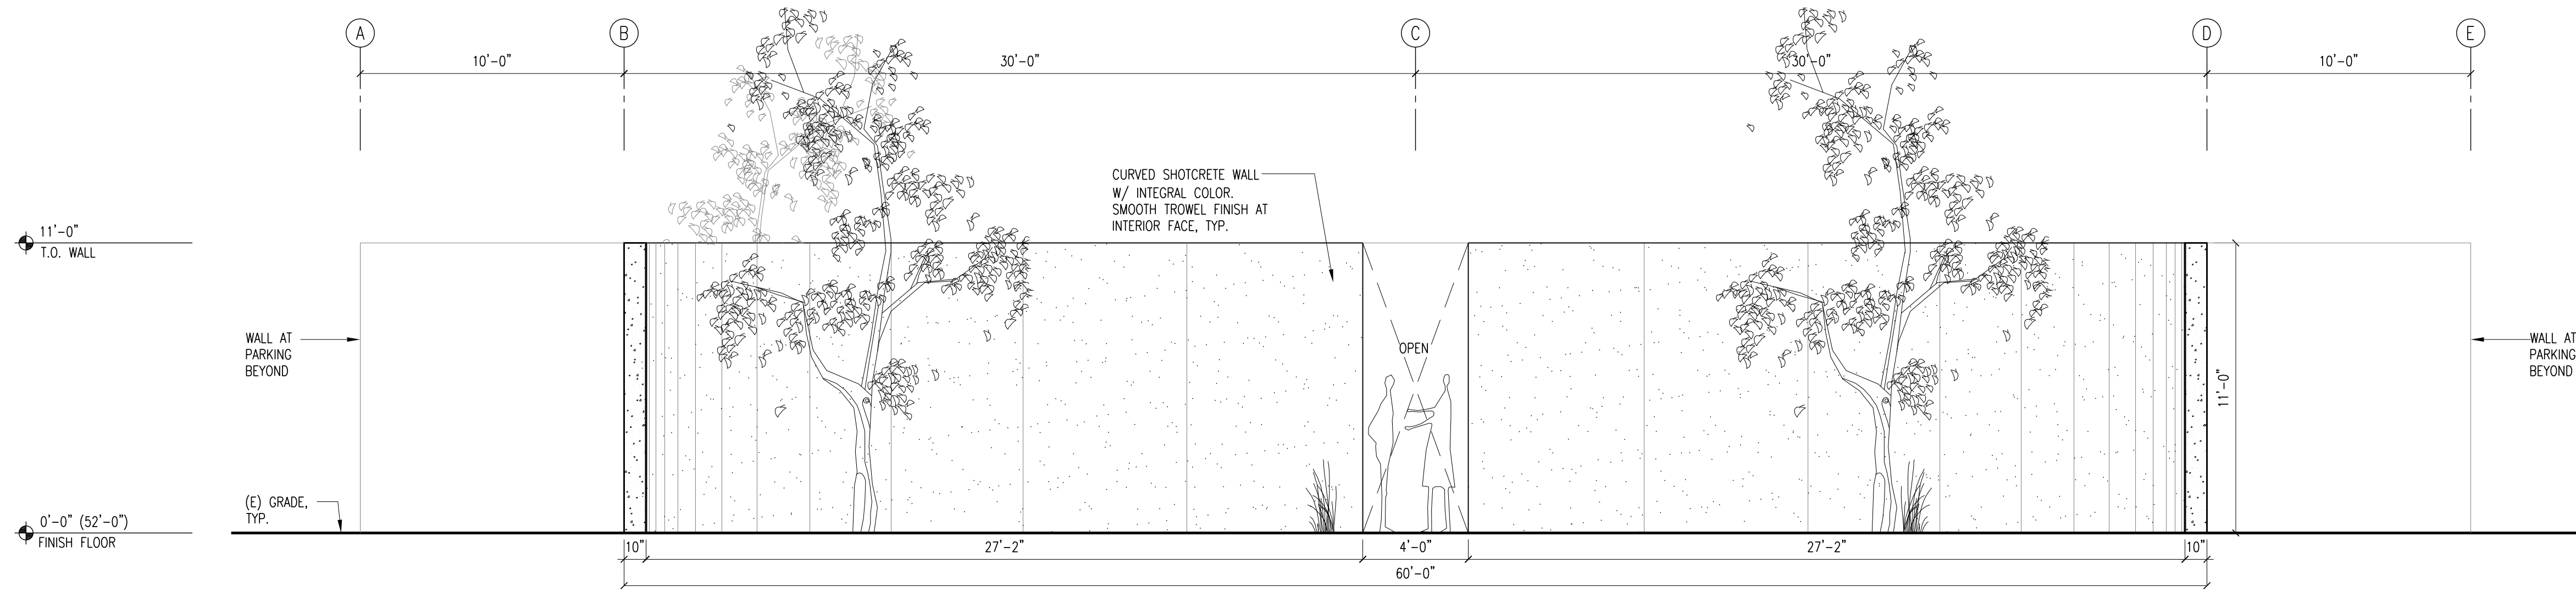 A
B
C
D
E
10'-0"
30'-0"
30'-0"
10'-0"
CURVED SHOTCRETE WALL
W/ INTEGRAL COLOR.
SMOOTH TROWEL FINISH AT
INTERIOR FACE, TYP.
11'-0"
T.O. WALL
WALL AT
PARKING
BEYOND
OPEN
WALL AT
PARKING
BEYOND
11'-0"
(E) GRADE,
TYP.
0'-0" (52'-0")
FINISH FLOOR
10"
27'-2"
4'-0"
27'-2"
10"
60'-0"